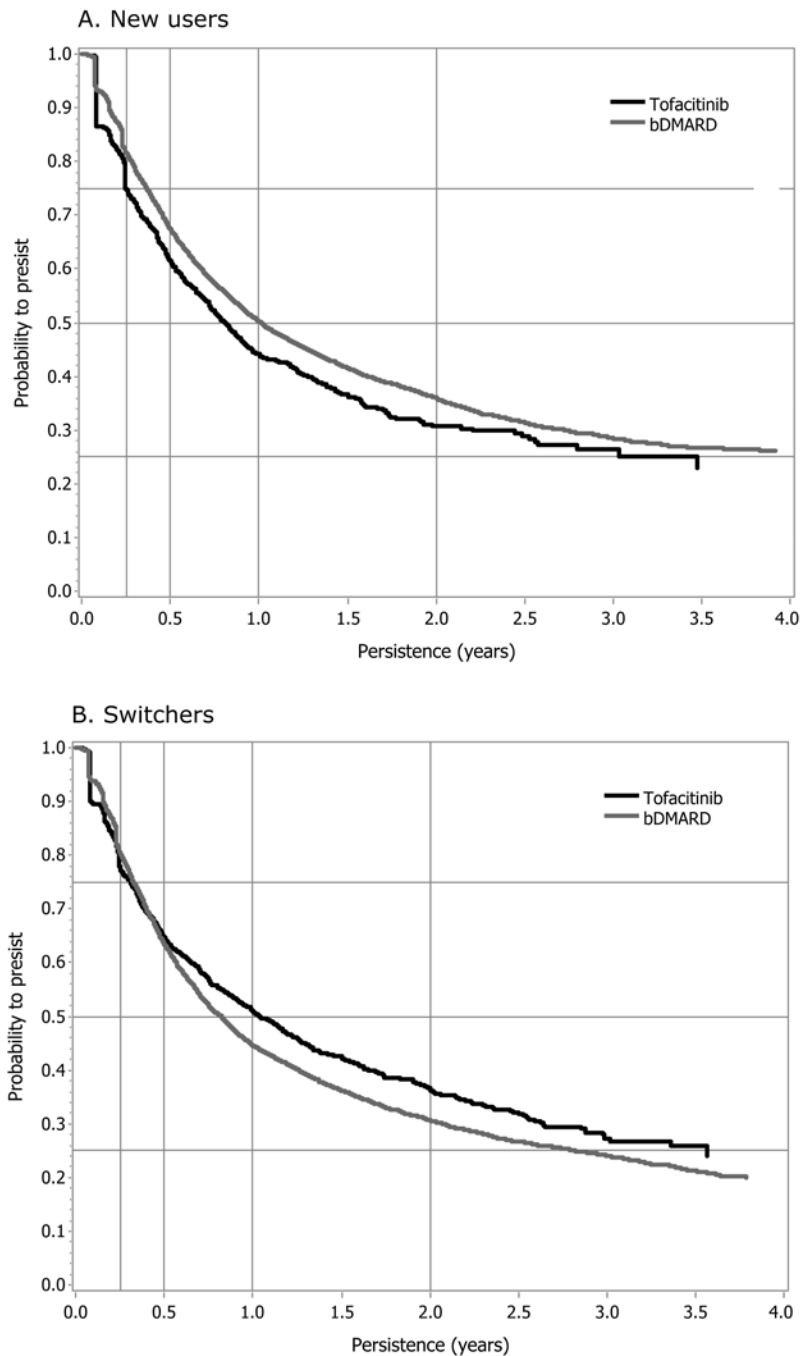 A. New users
1.0
0.9
0.8
0.7
0.6
0.5
0.4
0.3
0.2
0.1
0.0
Probability to presist
Tofacitinib
bDMARD
0.0 0.5 1.0 1.5 2.0 2.5 3.0 3.5 4.0
Persistence (years)
B. Switchers
1.0
0.9
0.8
0.7
0.6
0.5
0.4
0.3
0.2
0.1
0.0
Probability to presist
Tofacitinib
bDMARD
0.0 0.5 1.0 1.5 2.0 2.5 3.0 3.5 4.0
Persistence (years)